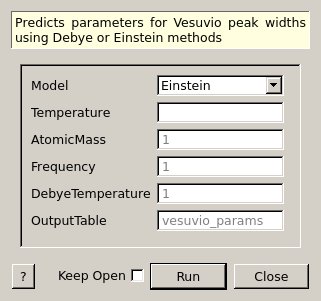 Predicts parameters for Vesuvio peak widths
using Debye or Einstein methods
Model Einstein
Temperature
AtomicMass 1
Frequency 1
DebyeTemperature 1
OutputTable vesuvio_params
? Keep Open Run Close